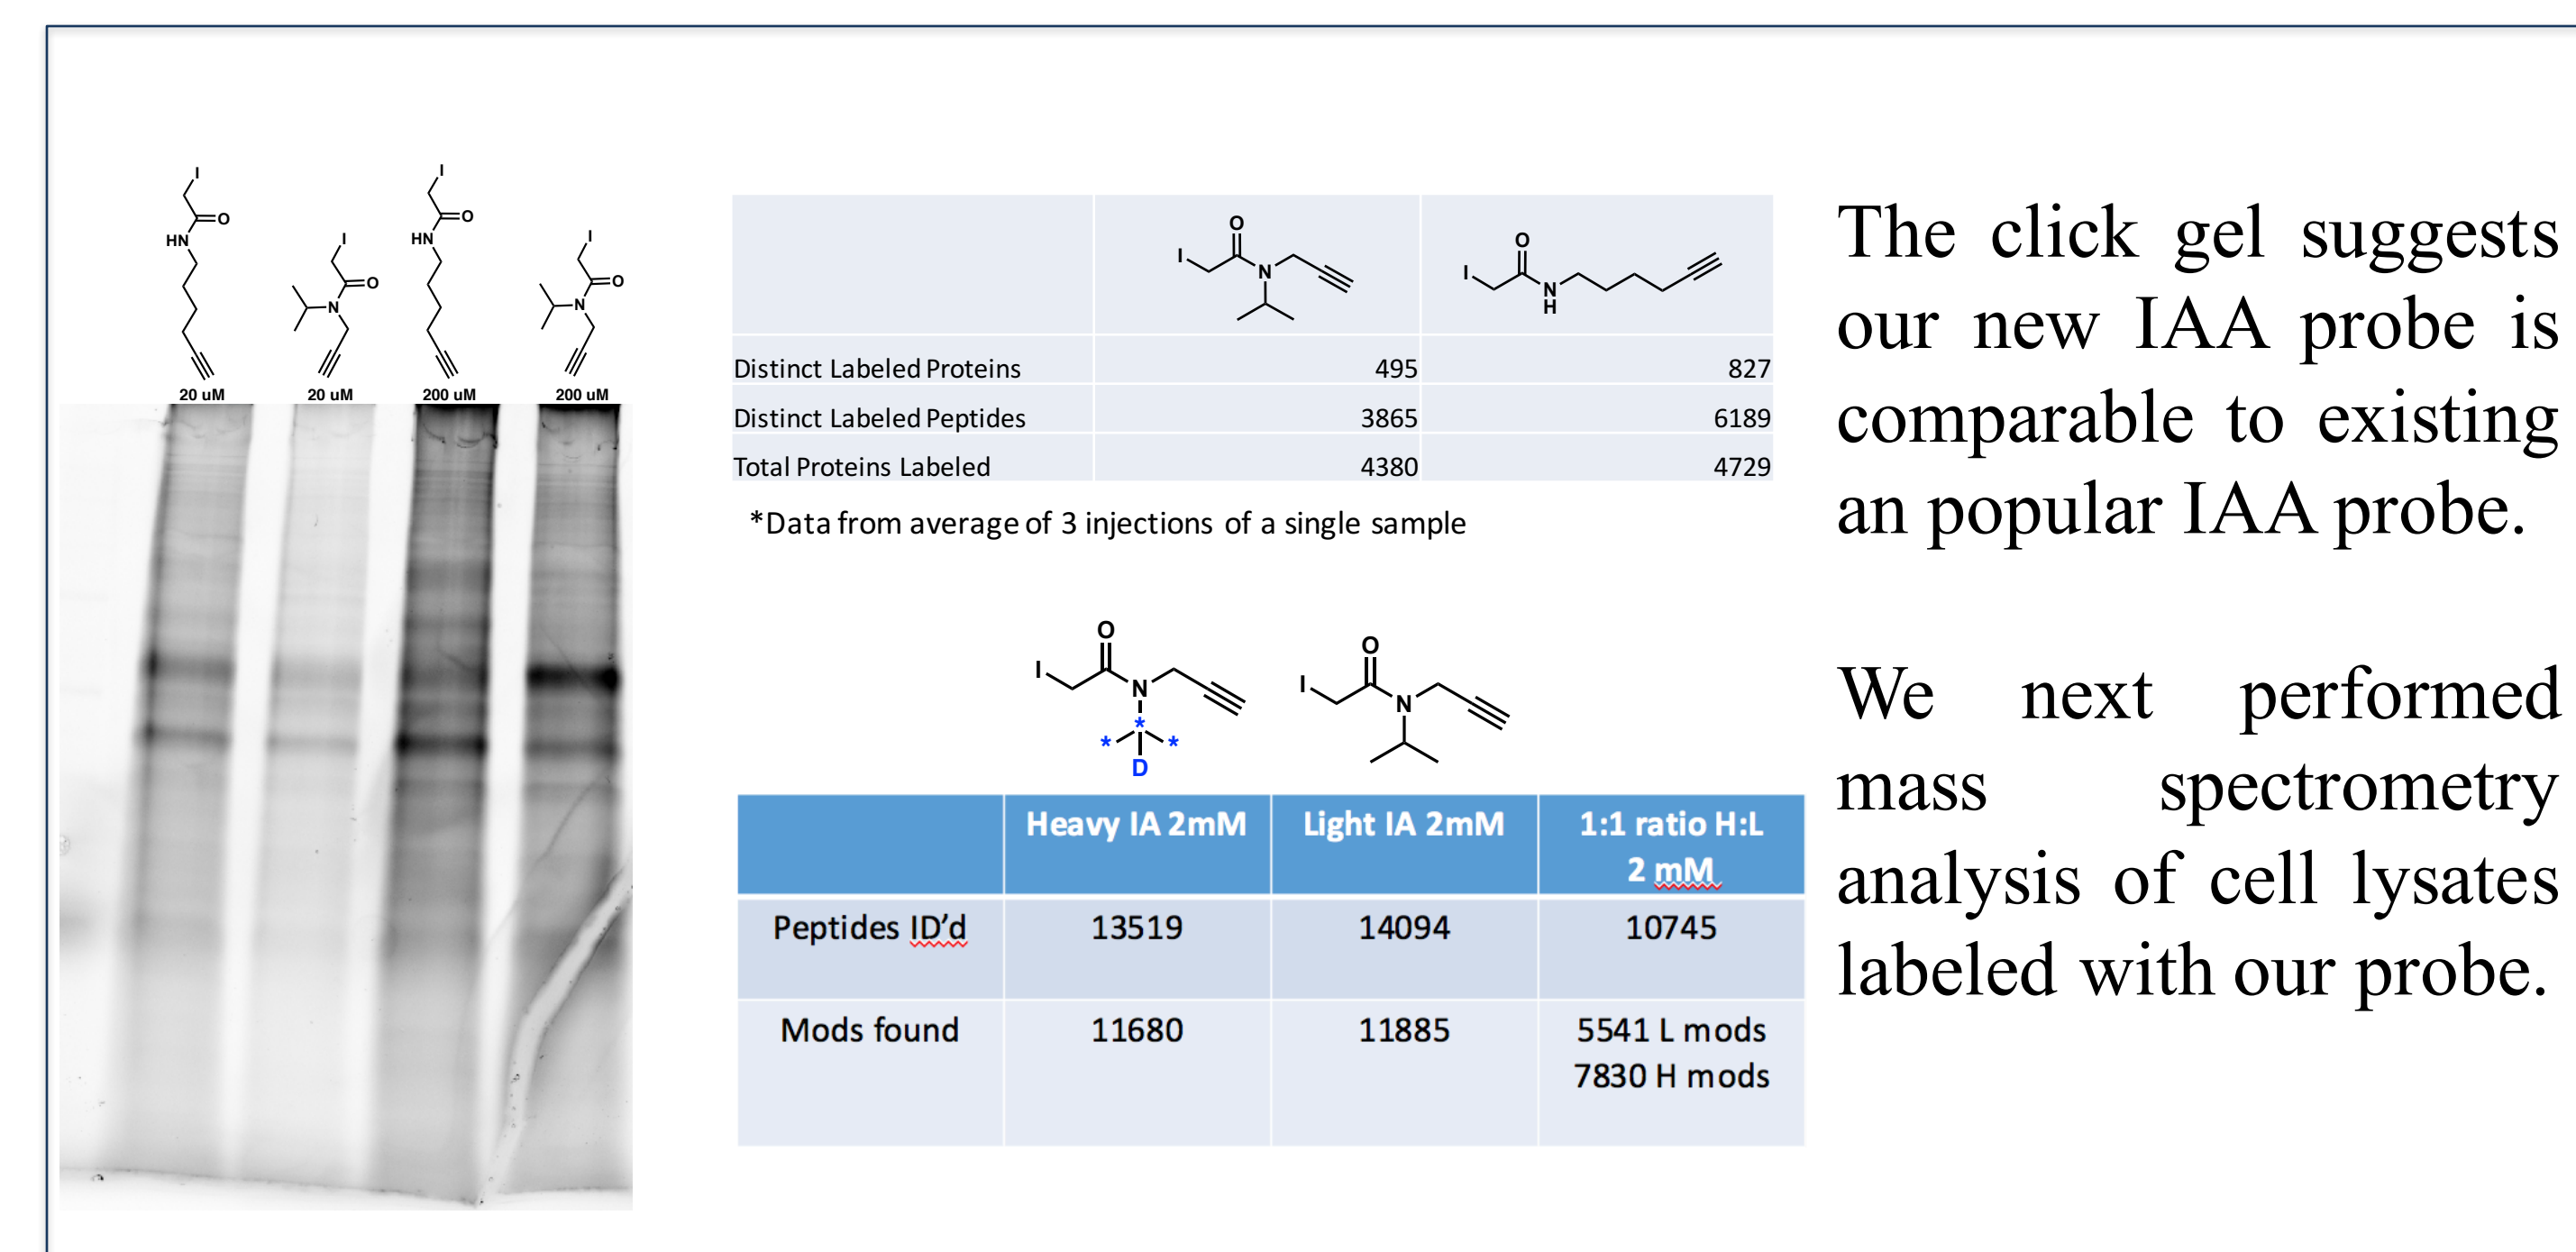 I
O
HN
I
O
N
I
O
HN
I
O
N
20 uM 20 uM 200 uM 200 uM
O
I
N
O
I
N
H
Distinct Labeled Proteins 495 827
Distinct Labeled Peptides 3865 6189
Total Proteins Labeled 4380 4729
*Data from average of 3 injections of a single sample
O
I
N
*
* *
D
O
I
N
Heavy IA 2mM Light IA 2mM 1:1 ratio H:L
2 mM
Peptides ID’d 13519 14094 10745
Mods found 11680 11885 5541 L mods
7830 H mods
The click gel suggests
our new IAA probe is
comparable to existing
an popular IAA probe.
We next performed
mass spectrometry
analysis of cell lysates
labeled with our probe.